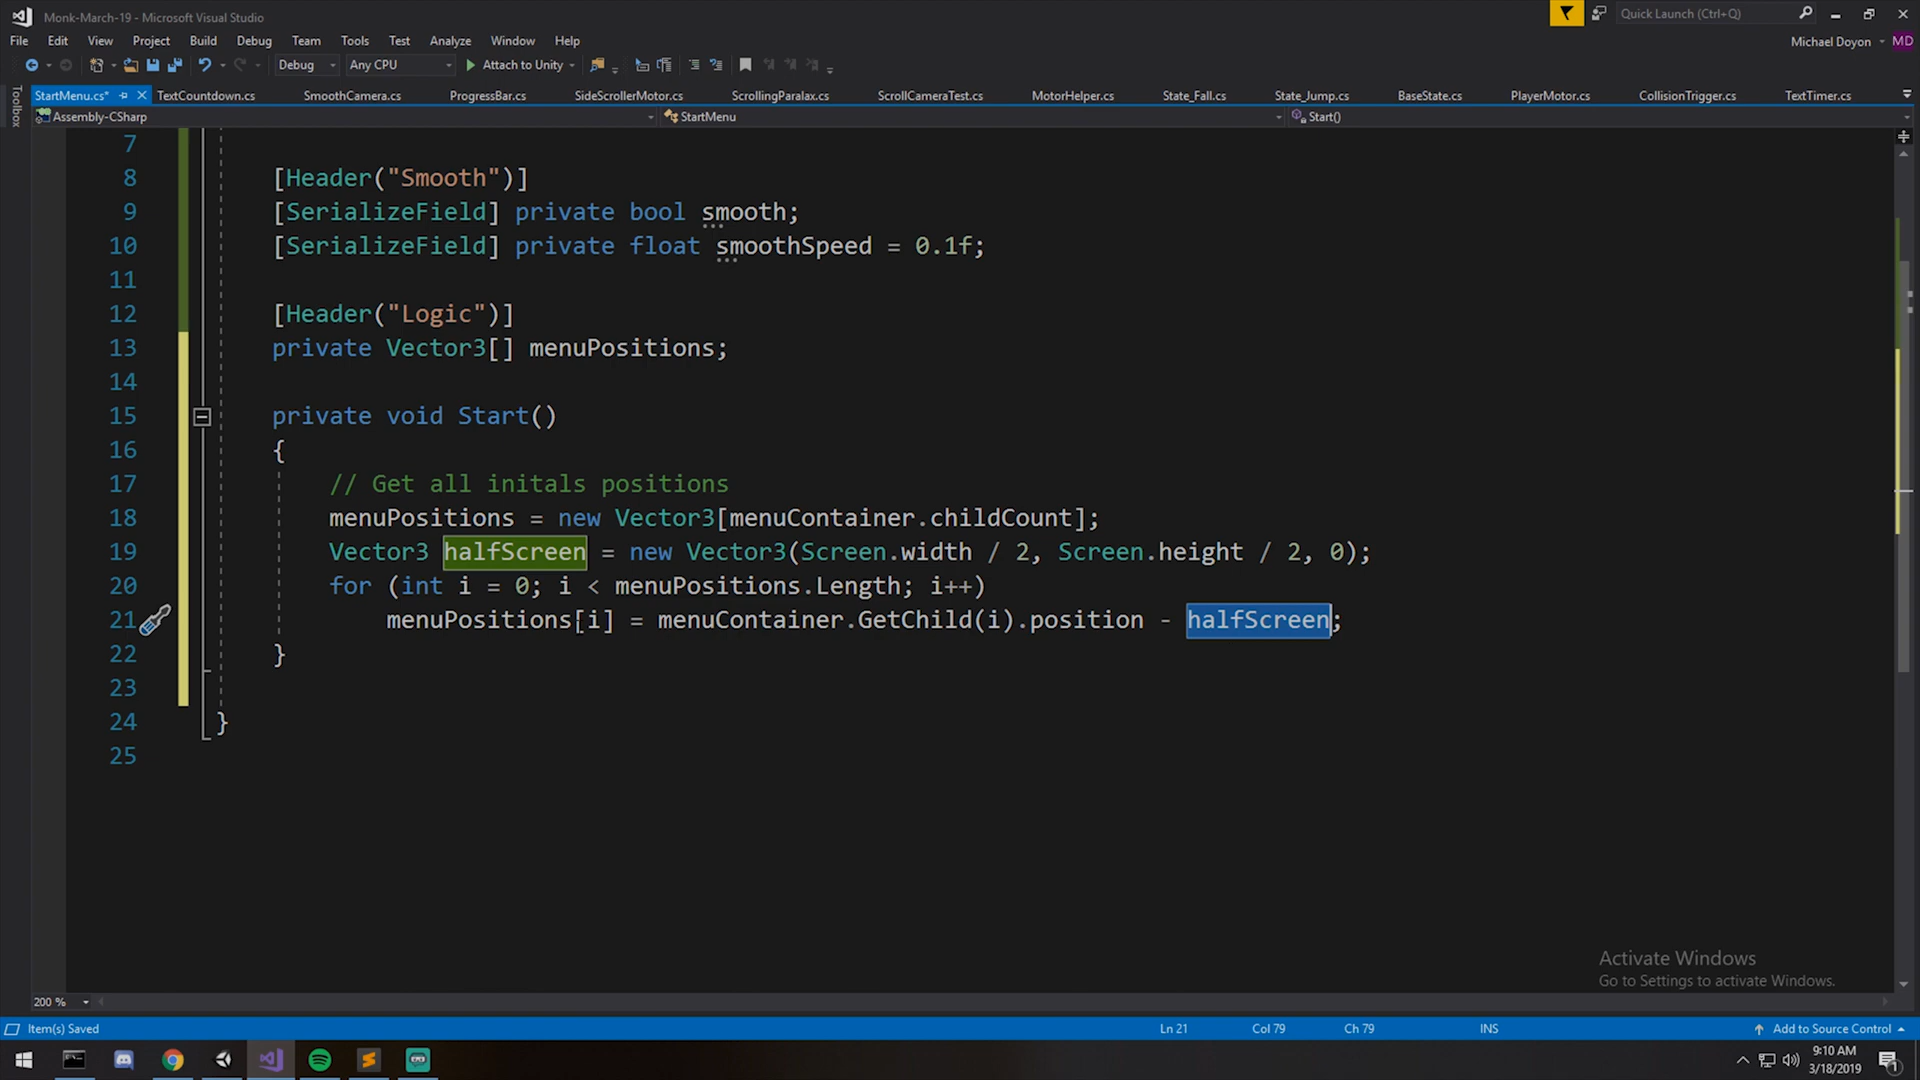 Monk-March-19 - Microsoft Visual Studio
Quick Launch (Ctrl+Q)
File Edit View Project Build Debug Team Tools Test Analyze Window Help
Michael Doyon MD
Debug Any CPU Attach to Unity
StartMenu.cs* TextCountdown.cs SmoothCamera.cs ProgressBar.cs SideScrollerMotor.cs ScrollingParalax.cs ScrollCameraTest.cs MotorHelper.cs State_Fall.cs State_Jump.cs BaseState.cs PlayerMotor.cs CollisionTrigger.cs TextTimer.cs
Toolbox
Assembly-CSharp StartMenu Start()
7
8 [Header("Smooth")]
9 [SerializeField] private bool smooth;
10 [SerializeField] private float smoothSpeed = 0.1f;
11
12 [Header("Logic")]
13 private Vector3[] menuPositions;
14
15 private void Start()
16 {
17 // Get all initals positions
18 menuPositions = new Vector3[menuContainer.childCount];
19 Vector3 halfScreen = new Vector3(Screen.width / 2, Screen.height / 2, 0);
20 for (int i = 0; i < menuPositions.Length; i++)
21 menuPositions[i] = menuContainer.GetChild(i).position - halfScreen;
22 }
23
24 }
25
Activate Windows
Go to Settings to activate Windows.
200 %
Item(s) Saved Ln 21 Col 79 Ch 79 INS Add to Source Control
9:10 AM
3/18/2019
1